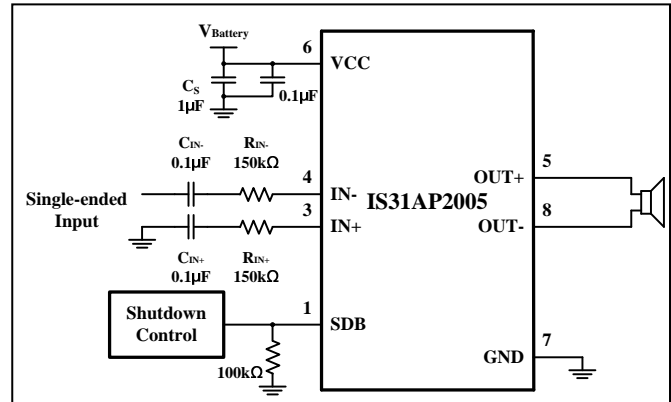 VBattery
6
VCC
CS
1μF
0.1μF
CIN-
0.1μF
RIN-
150kΩ
4
IN-
Single-ended
Input
3
IN+
CIN+
0.1μF
RIN+
150kΩ
IS31AP2005
OUT+
5
OUT-
8
Shutdown
Control
1
SDB
100kΩ
7
GND